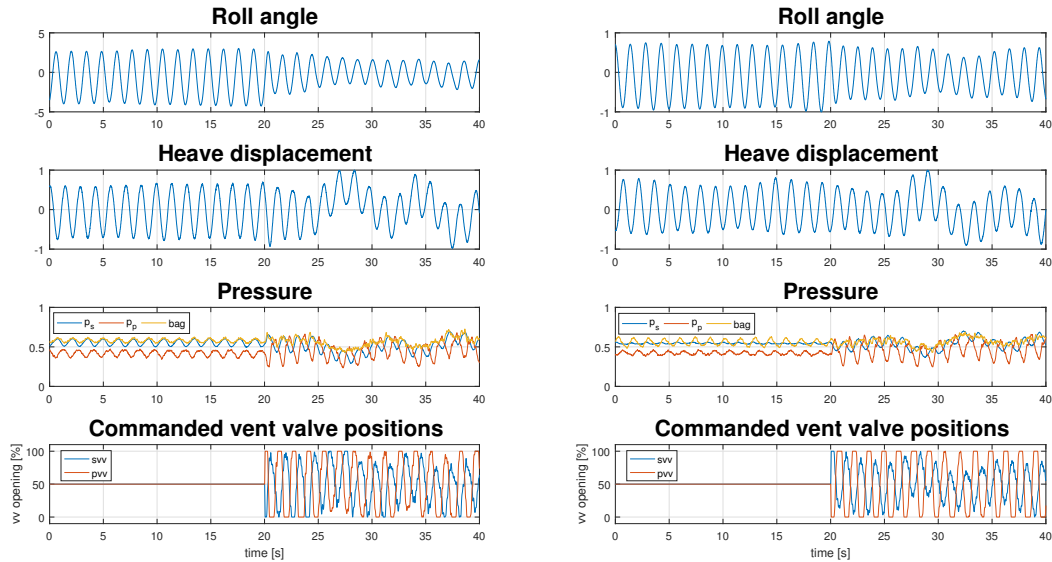 Roll angle
5
0
-5
0 5 10 15 20 25 30 35 40
Heave displacement
1
0
-1
0 5 10 15 20 25 30 35 40
Pressure
1
0.5
0
ps pp bag
0 5 10 15 20 25 30 35 40
Commanded vent valve positions
vv opening [%]
100
50
0
svv
pvv
0 5 10 15 20 25 30 35 40
time [s]
Roll angle
1
0
-1
0 5 10 15 20 25 30 35 40
Heave displacement
1
0
-1
0 5 10 15 20 25 30 35 40
Pressure
1
0.5
0
ps pp bag
0 5 10 15 20 25 30 35 40
Commanded vent valve positions
vv opening [%]
100
50
0
svv
pvv
0 5 10 15 20 25 30 35 40
time [s]